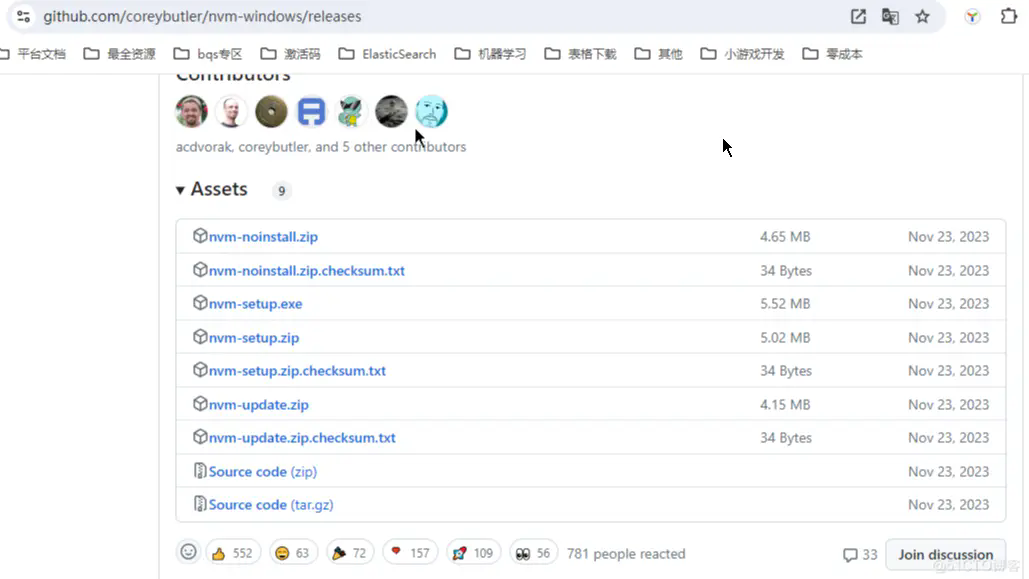 github.com/coreybutler/nvm-windows/releases
平台文档 最全资源 bqs专区 激活码 ElasticSearch 机器学习 表格下载 其他 小游戏开发 零成本
Contributors
acdvorak, coreybutler, and 5 other contributors
Assets 9
nvm-noinstall.zip 4.65 MB Nov 23, 2023
nvm-noinstall.zip.checksum.txt 34 Bytes Nov 23, 2023
nvm-setup.exe 5.52 MB Nov 23, 2023
nvm-setup.zip 5.02 MB Nov 23, 2023
nvm-setup.zip.checksum.txt 34 Bytes Nov 23, 2023
nvm-update.zip 4.15 MB Nov 23, 2023
nvm-update.zip.checksum.txt 34 Bytes Nov 23, 2023
Source code (zip) Nov 23, 2023
Source code (tar.gz) Nov 23, 2023
552 63 72 157 109 56 781 people reacted 33 Join discussion
@51CTO博客